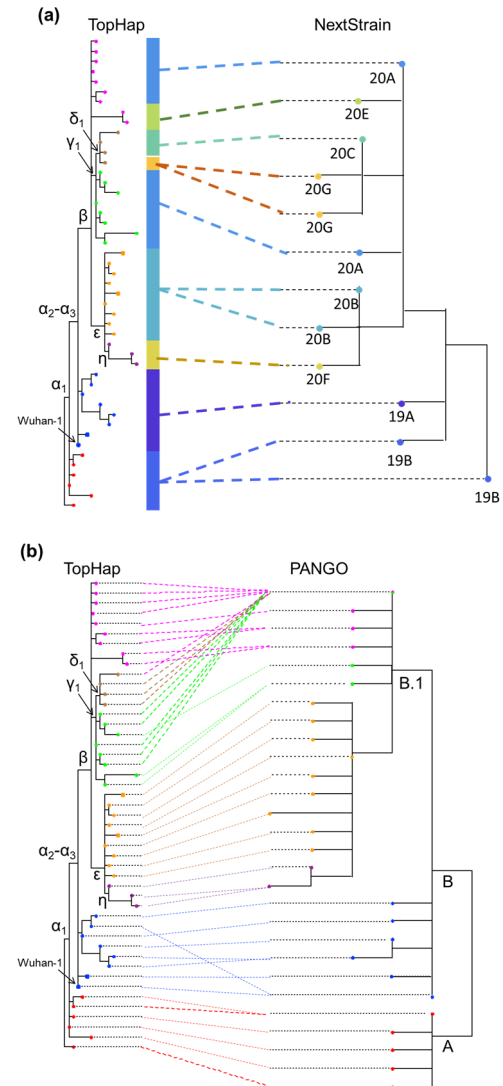 (a)
TopHap
NextStrain
20A
20E
δ1
20C
γ1
20G
β
20G
20A
20B
α2-α3
20B
ε
20F
η
α1
19A
Wuhan-1
19B
19B
(b)
TopHap
PANGO
δ1
γ1
B.1
β
α2-α3
ε
B
η
α1
Wuhan-1
A